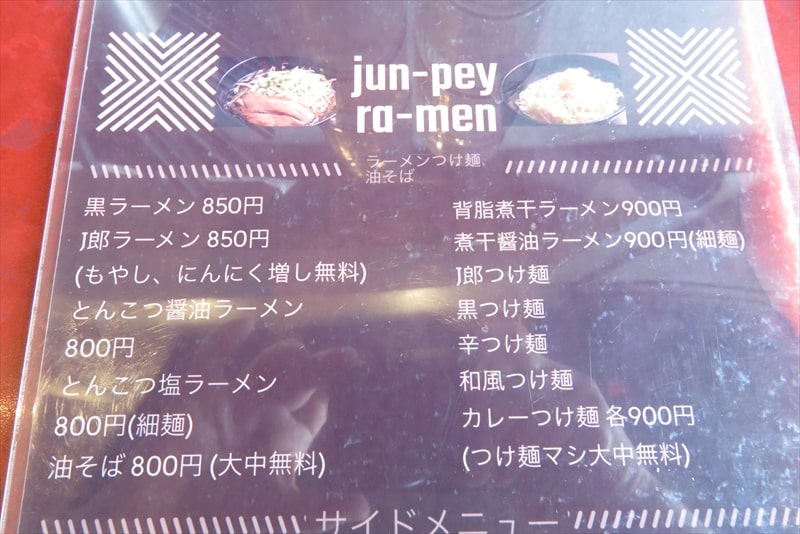 jun-pey
ra-men
ラーメンつけ麺
油そば
黒ラーメン 850円
J郎ラーメン 850円
(もやし、にんにく増し無料)
とんこつ醤油ラーメン
800円
とんこつ塩ラーメン
800円(細麺)
油そば 800円 (大中無料)
背脂煮干ラーメン900円
煮干醤油ラーメン900円(細麺)
J郎つけ麺
黒つけ麺
辛つけ麺
和風つけ麺
カレーつけ麺 各900円
(つけ麺マシ大中無料)
サイドメニュー